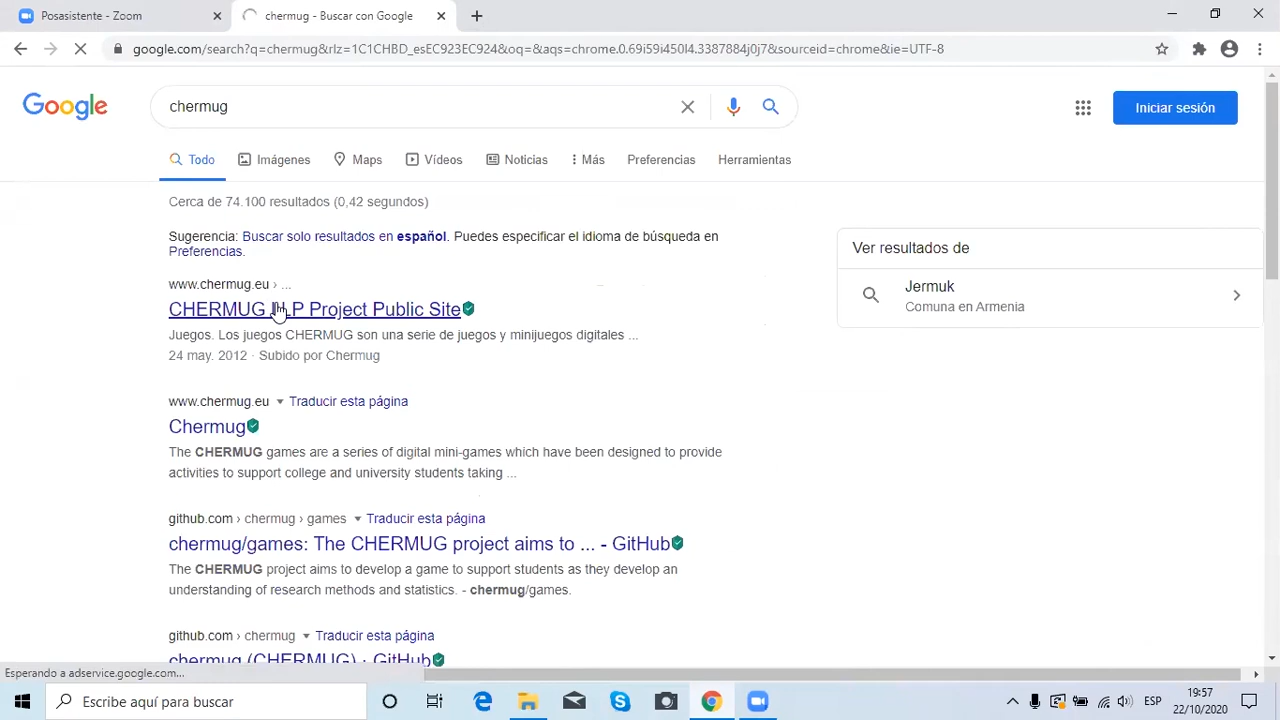 Posasistente - Zoom
chermug - Buscar con Google
google.com/search?q=chermug&rlz=1C1CHBD_esEC923EC924&oq=&aqs=chrome.0.69i59i450l4.3387884j0j7&sourceid=chrome&ie=UTF-8
Google
chermug
Iniciar sesión
Todo Imágenes Maps Vídeos Noticias Más Preferencias Herramientas
Cerca de 74.100 resultados (0,42 segundos)
Sugerencia: Buscar solo resultados en español. Puedes especificar el idioma de búsqueda en
Preferencias.
www.chermug.eu › ...
CHERMUG P Project Public Site
Juegos. Los juegos CHERMUG son una serie de juegos y minijuegos digitales ...
24 may. 2012 · Subido por Chermug
www.chermug.eu Traducir esta página
Chermug
The CHERMUG games are a series of digital mini-games which have been designed to provide
activities to support college and university students taking ...
github.com › chermug › games Traducir esta página
chermug/games: The CHERMUG project aims to ... - GitHub
The CHERMUG project aims to develop a game to support students as they develop an
understanding of research methods and statistics. - chermug/games.
github.com › chermug Traducir esta página
chermug (CHERMUG) · GitHub
Ver resultados de
Jermuk
Comuna en Armenia
Esperando a adservice.google.com...
Escribe aquí para buscar
ESP
19:57
22/10/2020